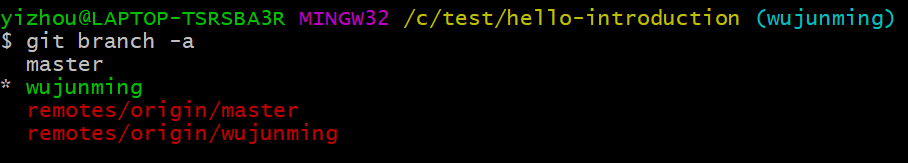 yizhou@LAPTOP-TSRSBA3R MINGW32 /c/test/hello-introduction (wujunming)
$ git branch -a
  master
* wujunming
  remotes/origin/master
  remotes/origin/wujunming